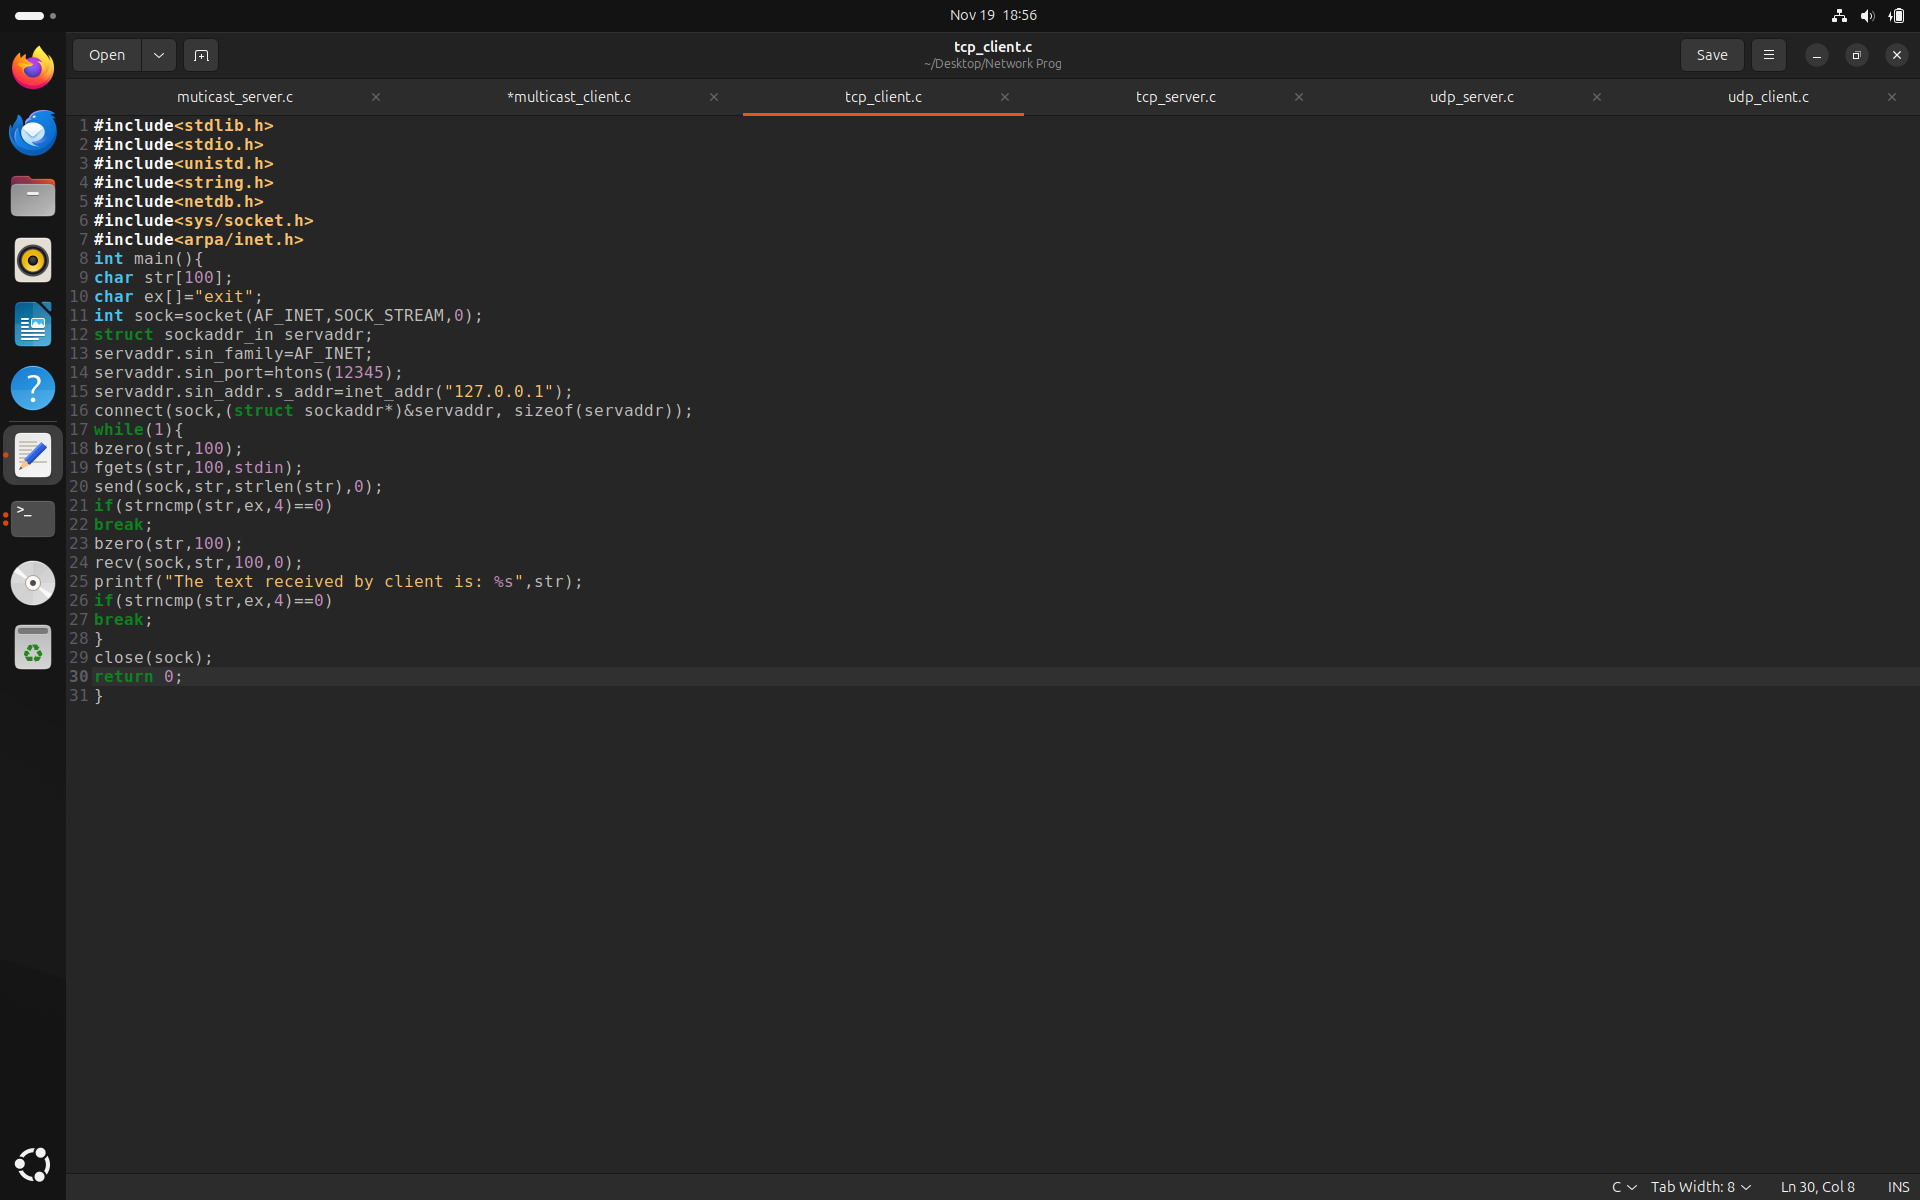 Nov 19 18:56
Open
tcp_client.c
~/Desktop/Network Prog
Save
muticast_server.c
*multicast_client.c
tcp_client.c
tcp_server.c
udp_server.c
udp_client.c
1 #include<stdlib.h>
2 #include<stdio.h>
3 #include<unistd.h>
4 #include<string.h>
5 #include<netdb.h>
6 #include<sys/socket.h>
7 #include<arpa/inet.h>
8 int main(){
9 char str[100];
10 char ex[]="exit";
11 int sock=socket(AF_INET,SOCK_STREAM,0);
12 struct sockaddr_in servaddr;
13 servaddr.sin_family=AF_INET;
14 servaddr.sin_port=htons(12345);
15 servaddr.sin_addr.s_addr=inet_addr("127.0.0.1");
16 connect(sock,(struct sockaddr*)&servaddr, sizeof(servaddr));
17 while(1){
18 bzero(str,100);
19 fgets(str,100,stdin);
20 send(sock,str,strlen(str),0);
21 if(strncmp(str,ex,4)==0)
22 break;
23 bzero(str,100);
24 recv(sock,str,100,0);
25 printf("The text received by client is: %s",str);
26 if(strncmp(str,ex,4)==0)
27 break;
28 }
29 close(sock);
30 return 0;
31 }
C
Tab Width: 8
Ln 30, Col 8
INS